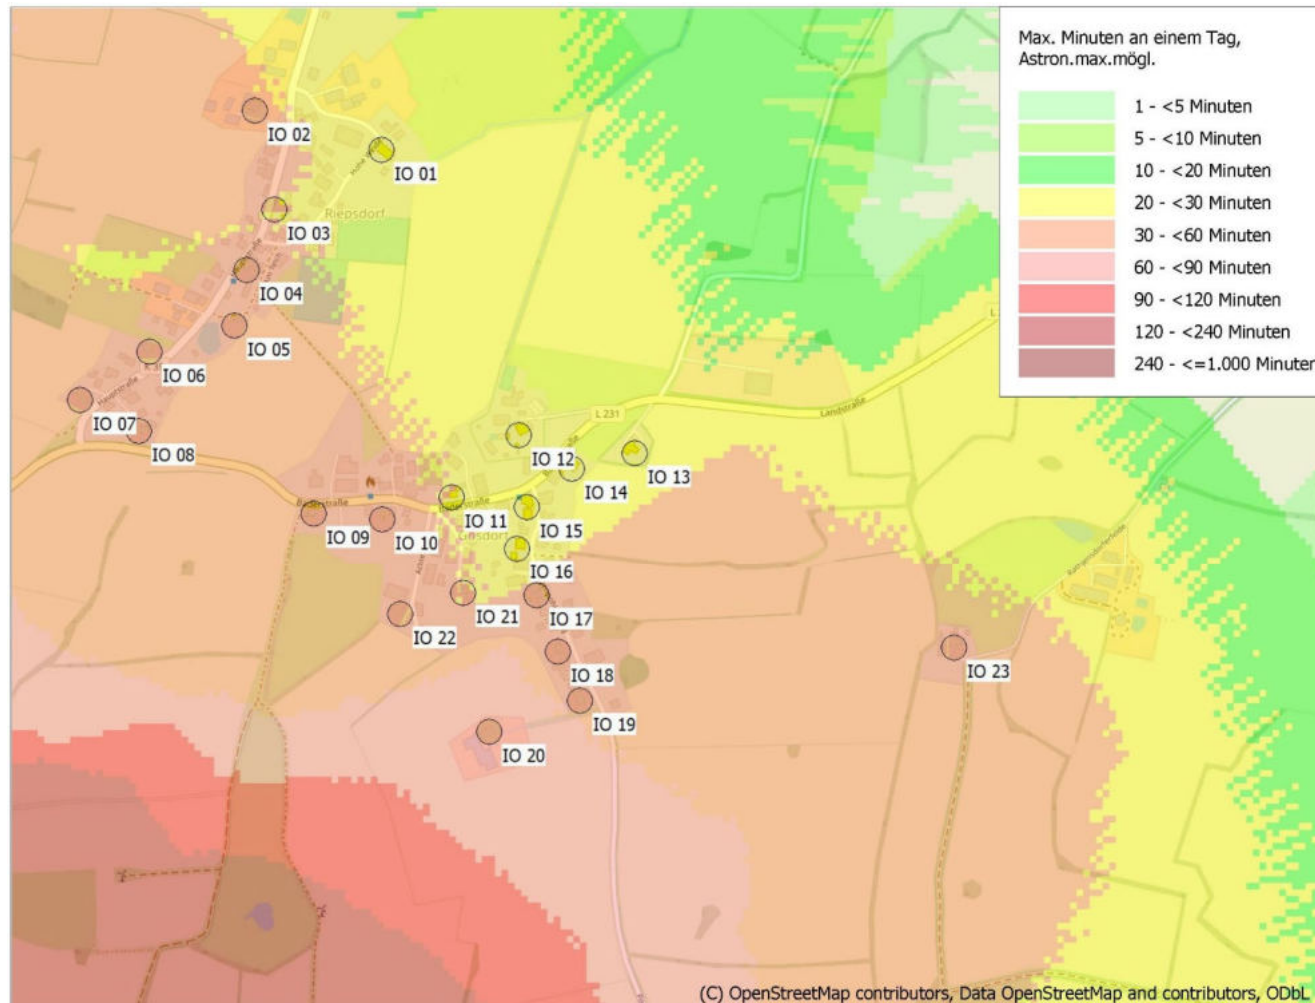 Max. Minuten an einem Tag,
Astron.max.mögl.
1 - <5 Minuten
5 - <10 Minuten
10 - <20 Minuten
20 - <30 Minuten
30 - <60 Minuten
60 - <90 Minuten
90 - <120 Minuten
120 - <240 Minuten
240 - <=1.000 Minuten
IO 02
IO 01
Riepsdorf
IO 03
IO 04
IO 05
IO 06
Hauptstraße
IO 07
IO 08
L 231
Landstraße
IO 12
IO 13
IO 14
Bäderstraße
IO 09
IO 10
IO 11
IO 15
Gosdorf
IO 16
IO 21
IO 17
IO 22
IO 18
IO 23
IO 19
IO 20
(C) OpenStreetMap contributors, Data OpenStreetMap and contributors, ODbL